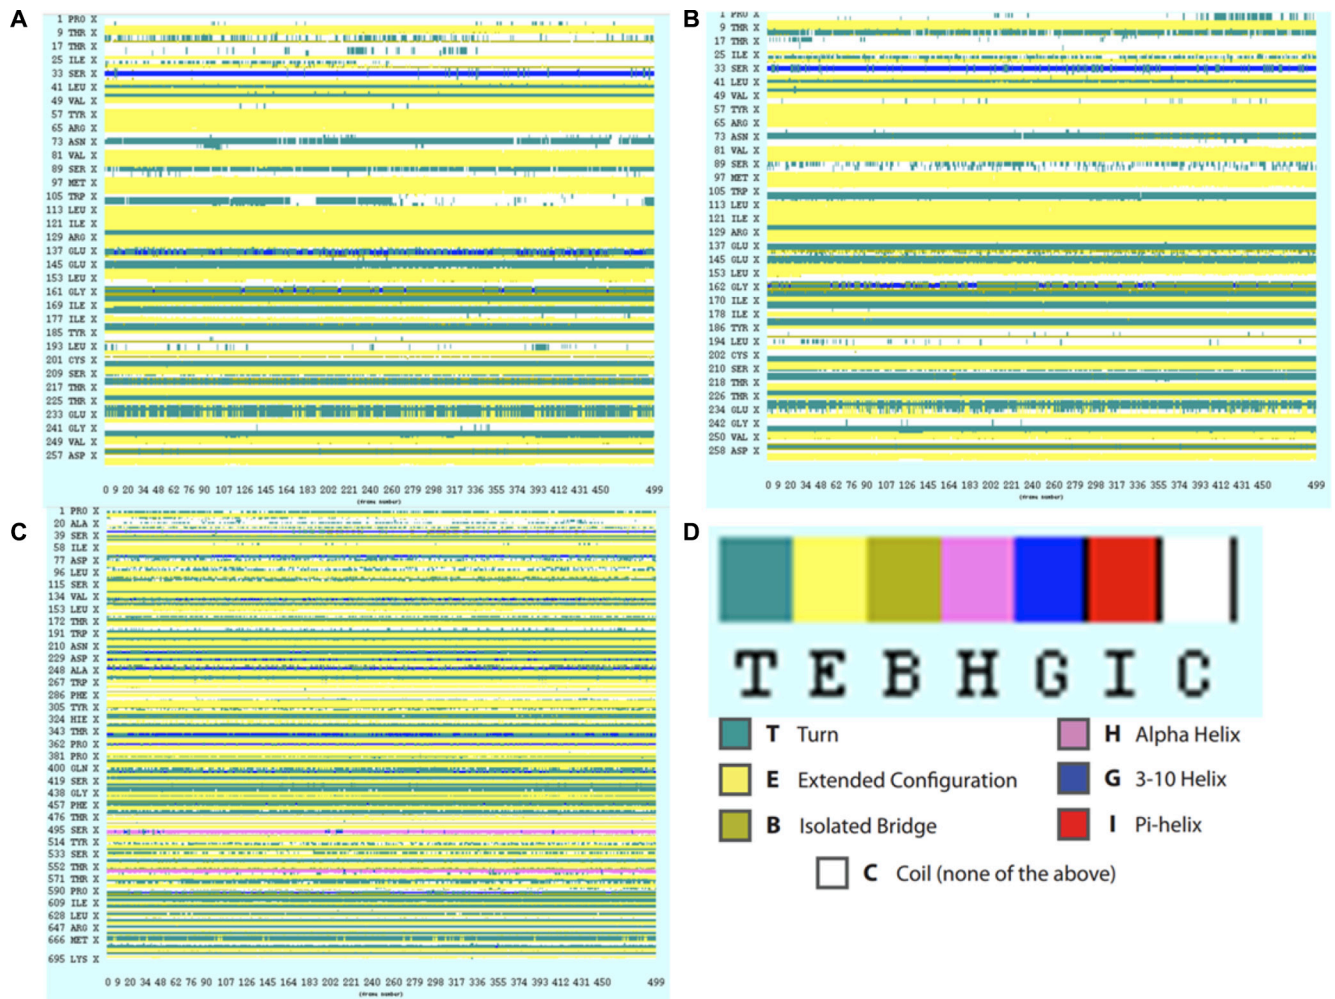 A
1 PRO X
9 THR X
17 THR X
25 ILE X
33 SER X
41 LEU X
49 VAL X
57 TYR X
65 ARG X
73 ASN X
81 VAL X
89 SER X
97 MET X
105 TRP X
113 LEU X
121 ILE X
129 ARG X
137 GLU X
145 GLU X
153 LEU X
161 GLY X
169 ILE X
177 ILE X
185 TYR X
193 LEU X
201 CYS X
209 SER X
217 THR X
225 THR X
233 GLU X
241 GLY X
249 VAL X
257 ASP X
0 9 20 34 48 62 76 90 107 126 145 164 183 202 221 240 260 279 298 317 336 355 374 393 412 431 450 499
(frame number)
B
1 PRO X
9 THR X
17 THR X
25 ILE X
33 SER X
41 LEU X
49 VAL X
57 TYR X
65 ARG X
73 ASN X
81 VAL X
89 SER X
97 MET X
105 TRP X
113 LEU X
121 ILE X
129 ARG X
137 GLU X
145 GLU X
153 LEU X
162 GLY X
170 ILE X
178 ILE X
186 TYR X
194 LEU X
202 CYS X
210 SER X
218 THR X
226 THR X
234 GLU X
242 GLY X
250 VAL X
258 ASP X
0 9 20 34 48 62 76 90 107 126 145 164 183 202 221 240 260 279 298 317 336 355 374 393 412 431 450 499
(frame number)
C
1 PRO X
20 ALA X
39 SER X
58 ILE X
77 ASP X
96 LEU X
115 SER X
134 VAL X
153 LEU X
172 THR X
191 TRP X
210 ASN X
229 ASP X
248 ALA X
267 TRP X
286 PHE X
305 TYR X
324 HIE X
343 THR X
362 PRO X
381 PRO X
400 GLN X
419 SER X
438 GLY X
457 PHE X
476 THR X
495 SER X
514 TYR X
533 SER X
552 THR X
571 THR X
590 PRO X
609 ILE X
628 LEU X
647 ARG X
666 MET X
695 LYS X
0 9 20 34 48 62 76 90 107 126 145 164 183 202 221 240 260 279 298 317 336 355 374 393 412 431 450 499
(frame number)
D
T E B H G I C
T Turn
H Alpha Helix
E Extended Configuration
G 3-10 Helix
B Isolated Bridge
I Pi-helix
C Coil (none of the above)